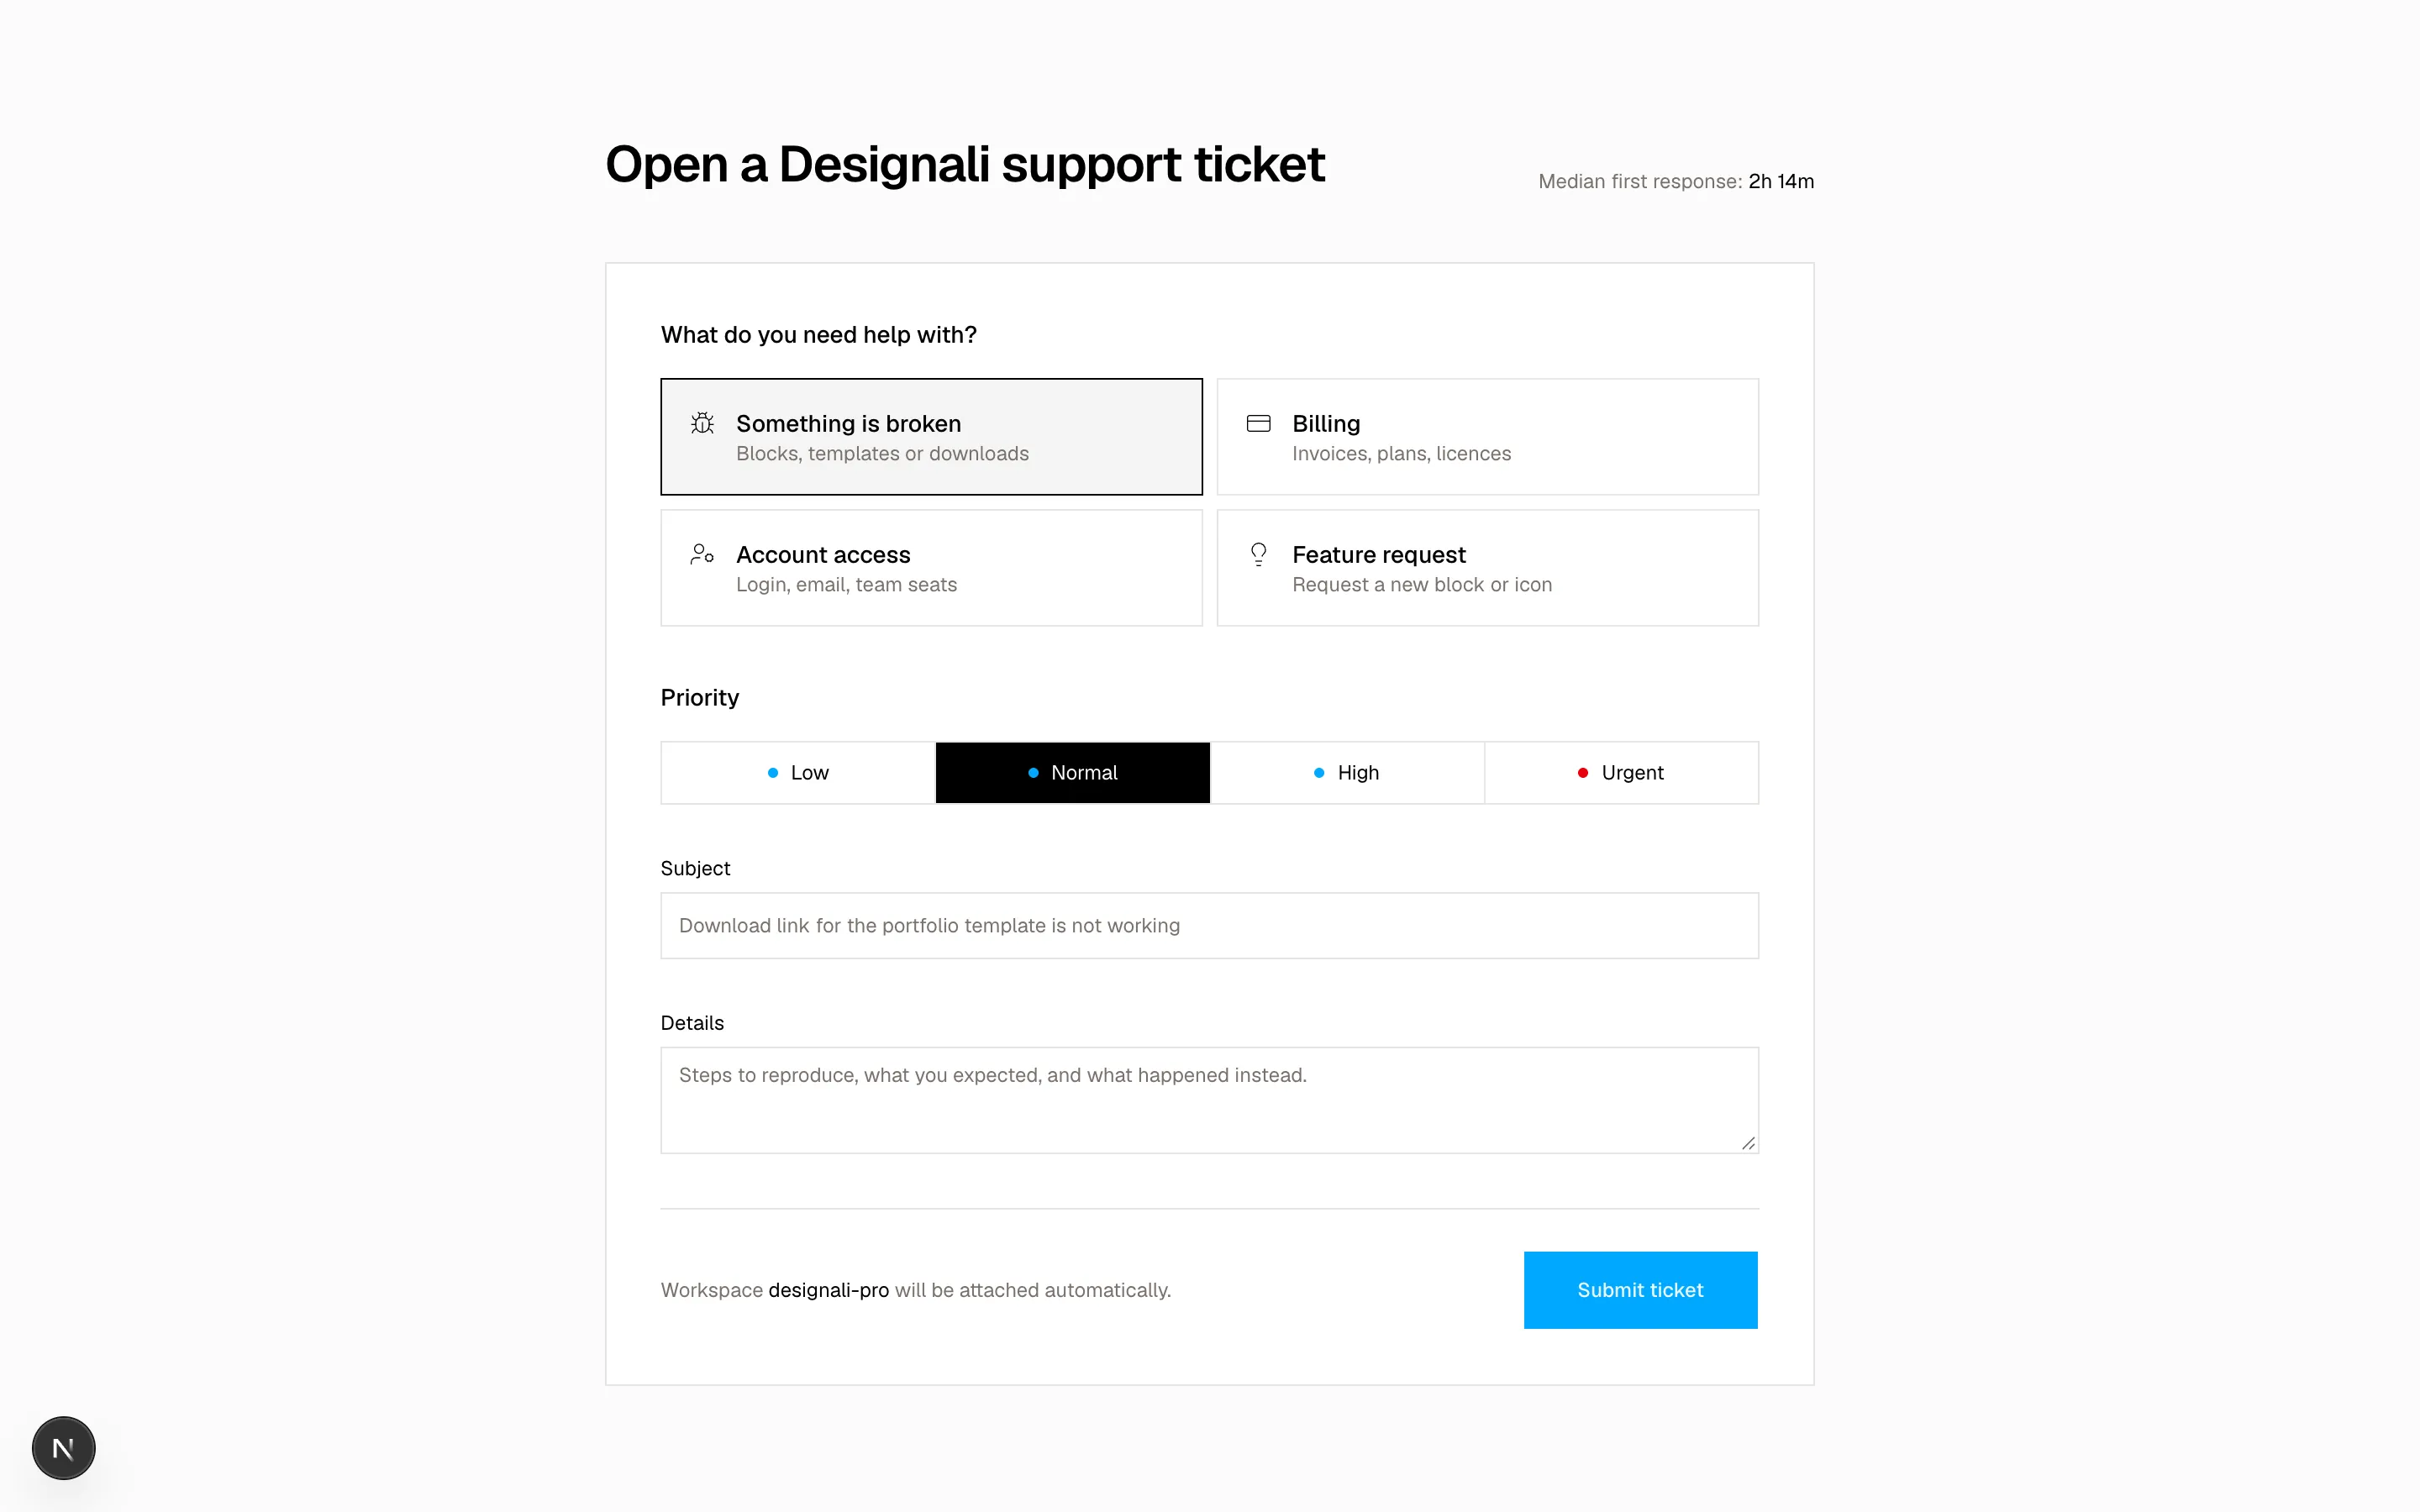 Open a Designali support ticket
Median first response: 2h 14m
What do you need help with?
Something is broken
Blocks, templates or downloads
Billing
Invoices, plans, licences
Account access
Login, email, team seats
Feature request
Request a new block or icon
Priority
Low
Normal
High
Urgent
Subject
Download link for the portfolio template is not working
Details
Steps to reproduce, what you expected, and what happened instead.
Workspace designali-pro will be attached automatically.
Submit ticket
N